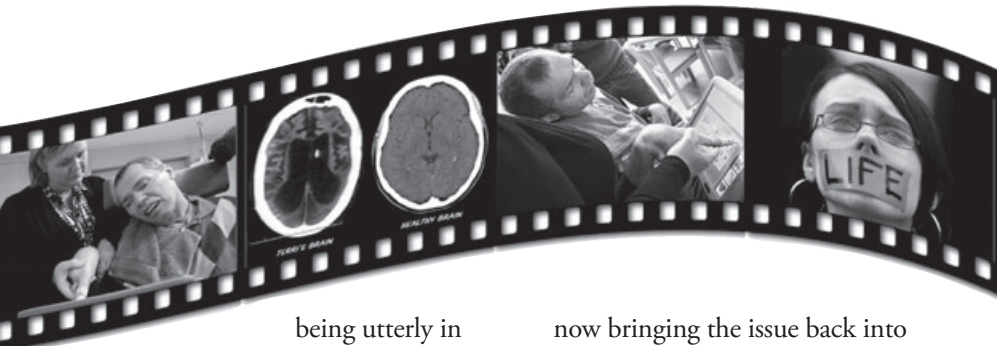 TERRI'S BRAIN
HEALTHY BRAIN
LIFE
being utterly in
now bringing the issue back into